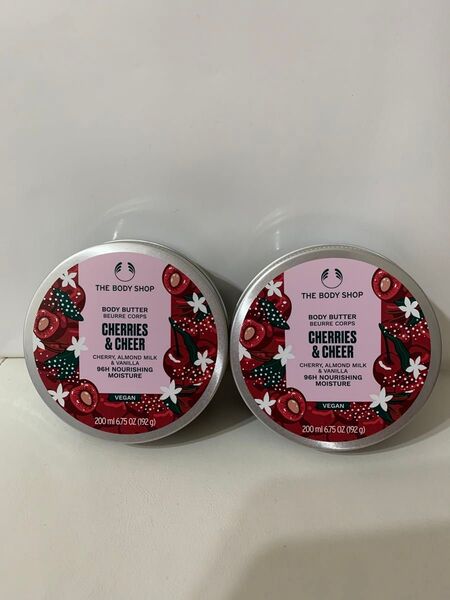 THE BODY SHOP
BODY BUTTER
BEURRE CORPS
CHERRIES
& CHEER
CHERRY, ALMOND MILK
& VANILLA
96H NOURISHING
MOISTURE
VEGAN
200 ml 6.75 OZ (192 g)
THE BODY SHOP
BODY BUTTER
BEURRE CORPS
CHERRIES
& CHEER
CHERRY, ALMOND MILK
& VANILLA
96H NOURISHING
MOISTURE
VEGAN
200 ml 6.75 OZ (192 g)